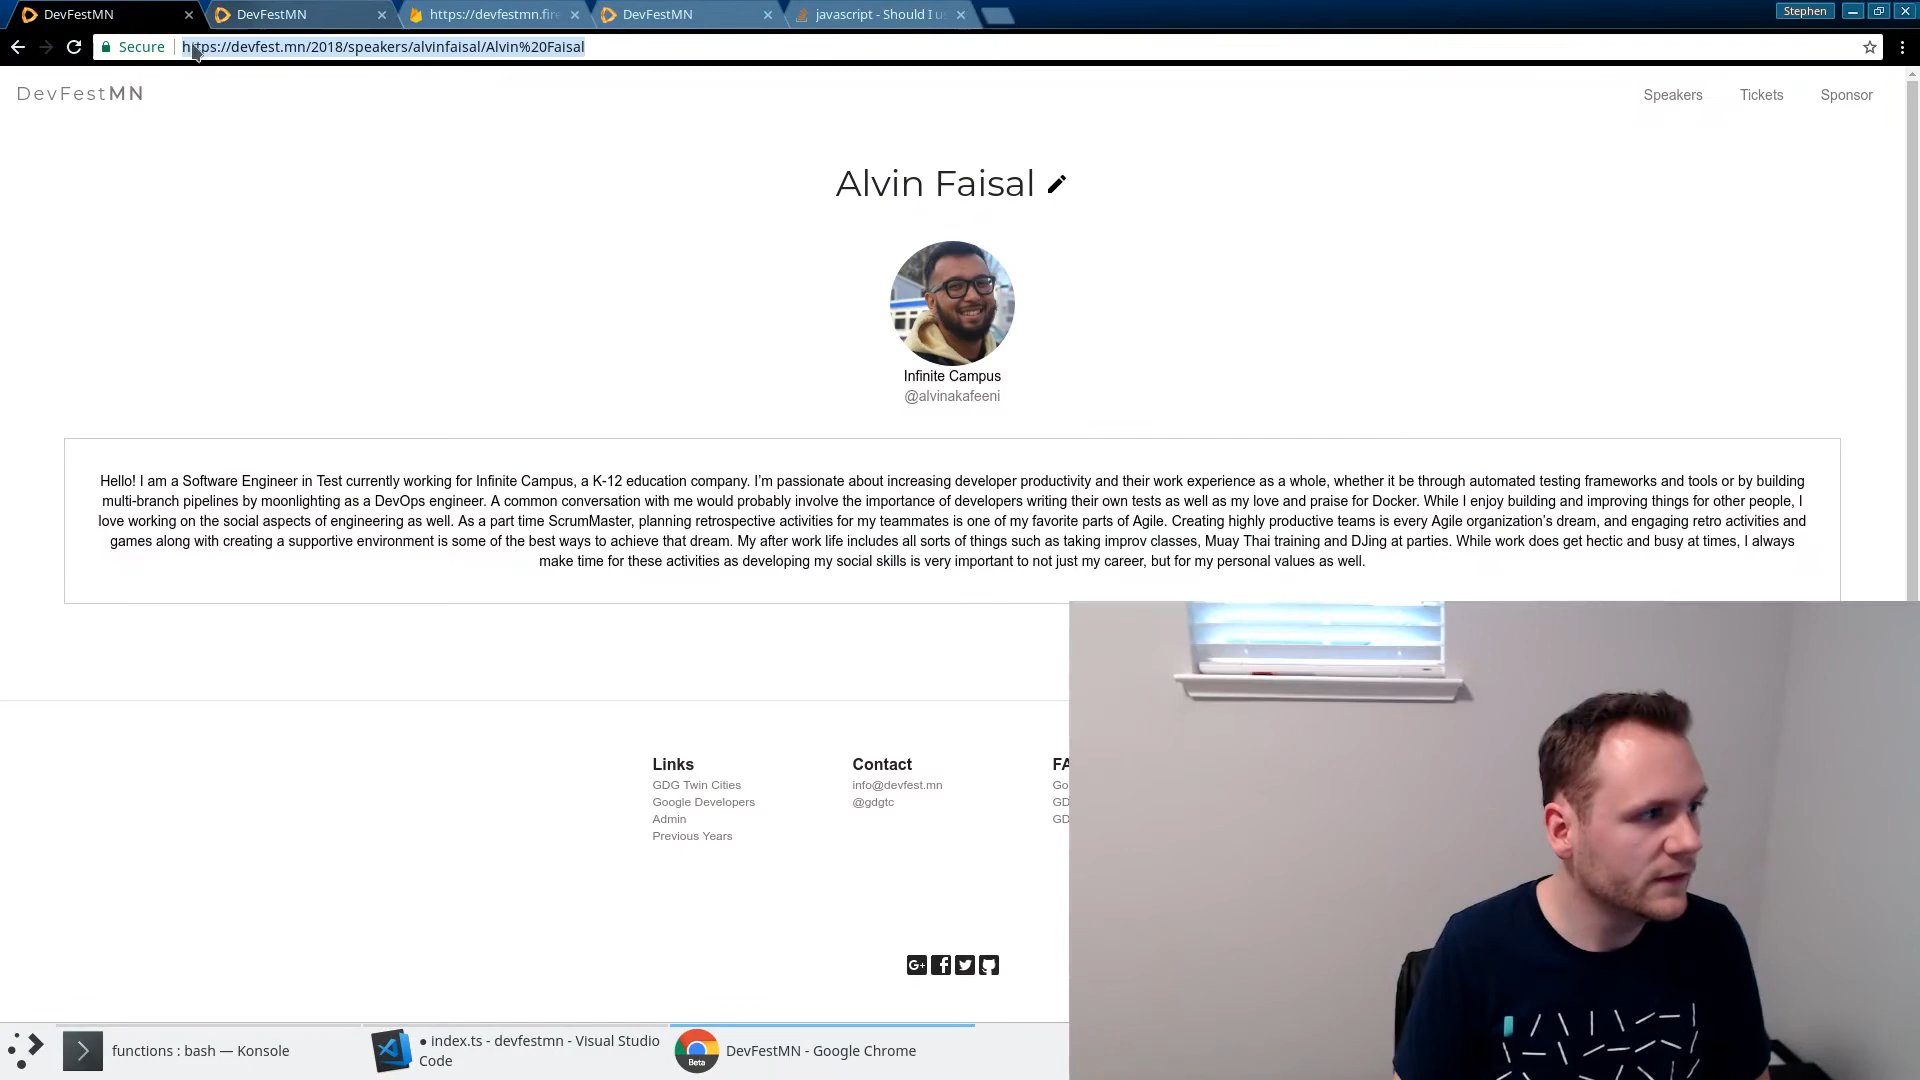 DevFestMN
DevFestMN
https://devfestmn.fire
DevFestMN
javascript - Should I u
Stephen
Secure
https://devfest.mn/2018/speakers/alvinfaisal/Alvin%20Faisal
DevFestMN
Speakers
Tickets
Sponsor
Alvin Faisal
Infinite Campus
@alvinakafeeni
Hello! I am a Software Engineer in Test currently working for Infinite Campus, a K-12 education company. I'm passionate about increasing developer productivity and their work experience as a whole, whether it be through automated testing frameworks and tools or by building
multi-branch pipelines by moonlighting as a DevOps engineer. A common conversation with me would probably involve the importance of developers writing their own tests as well as my love and praise for Docker. While I enjoy building and improving things for other people, I
love working on the social aspects of engineering as well. As a part time ScrumMaster, planning retrospective activities for my teammates is one of my favorite parts of Agile. Creating highly productive teams is every Agile organization's dream, and engaging retro activities and
games along with creating a supportive environment is some of the best ways to achieve that dream. My after work life includes all sorts of things such as taking improv classes, Muay Thai training and DJing at parties. While work does get hectic and busy at times, I always
make time for these activities as developing my social skills is very important to not just my career, but for my personal values as well.
Links
GDG Twin Cities
Google Developers
Admin
Previous Years
Contact
info@devfest.mn
@gdgtc
FA
Go
GD
GD
G+
functions : bash — Konsole
● index.ts - devfestmn - Visual Studio
Code
Beta
DevFestMN - Google Chrome